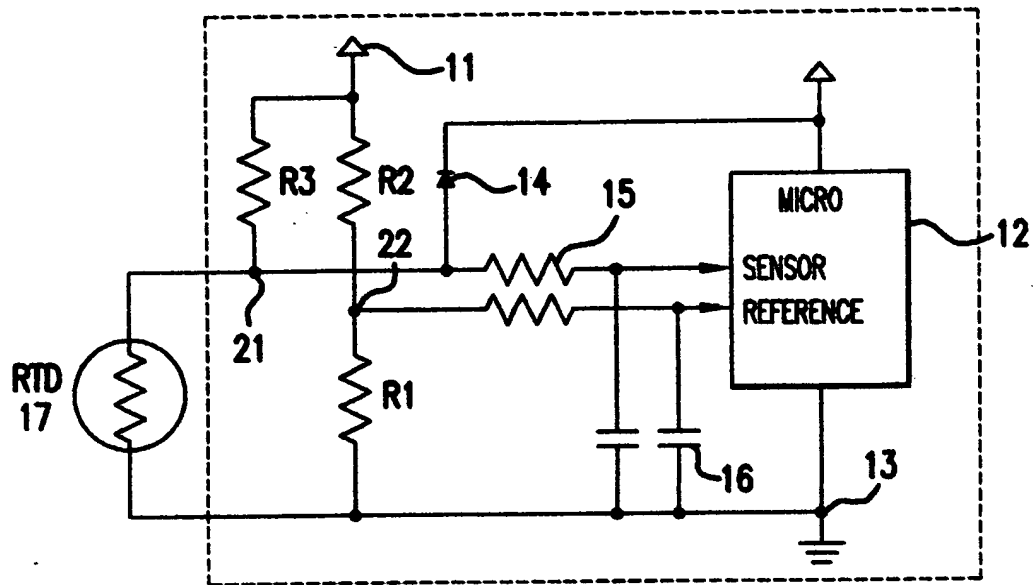 11
R3
R2
14
15
MICRO
12
22
SENSOR
REFERENCE
21
RTD
17
R1
16
13